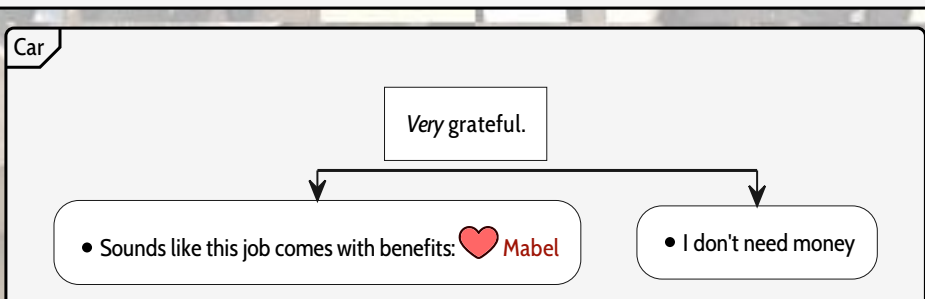 Car
Very grateful.
• Sounds like this job comes with benefits: ❤ Mabel
• I don't need money